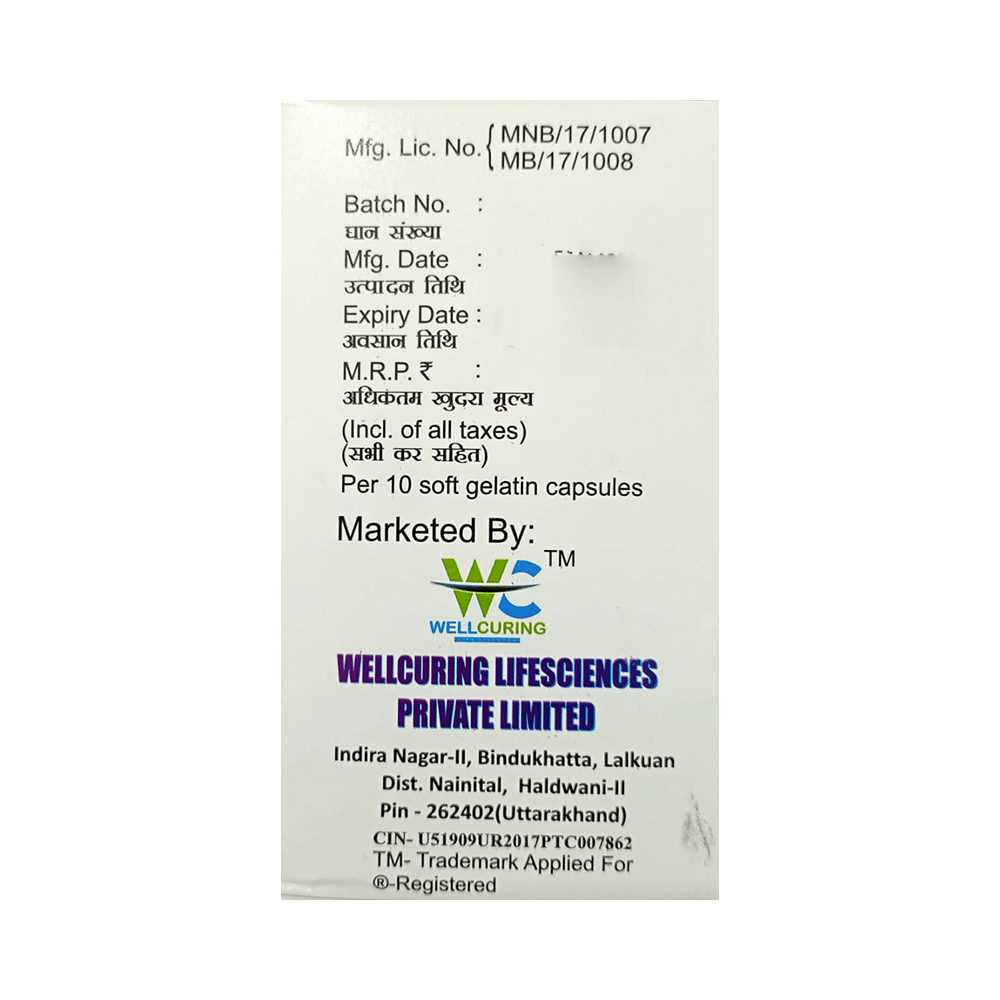 Mfg. Lic. No. { MNB/17/1007
MB/17/1008
Batch No. :
घान संख्या
Mfg. Date :
उत्पादन तिथि
Expiry Date :
अवसान तिथि
M.R.P. ₹ :
अधिकतम खुदरा मूल्य
(Incl. of all taxes)
(सभी कर सहित)
Per 10 soft gelatin capsules
Marketed By:
WC TM
WELLCURING
WELLCURING LIFESCIENCES
PRIVATE LIMITED
Indira Nagar-II, Bindukhatta, Lalkuan
Dist. Nainital, Haldwani-II
Pin - 262402(Uttarakhand)
CIN- U51909UR2017PTC007862
TM- Trademark Applied For
®-Registered